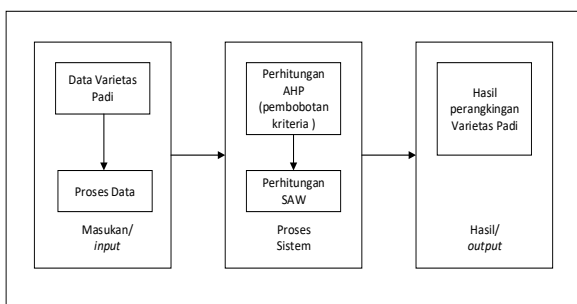 Data Varietas
Padi
Proses Data
Masukan/
input
Perhitungan
AHP
(pembobotan
kriteria )
Perhitungan
SAW
Proses
Sistem
Hasil
perangkingan
Varietas Padi
Hasil/
output